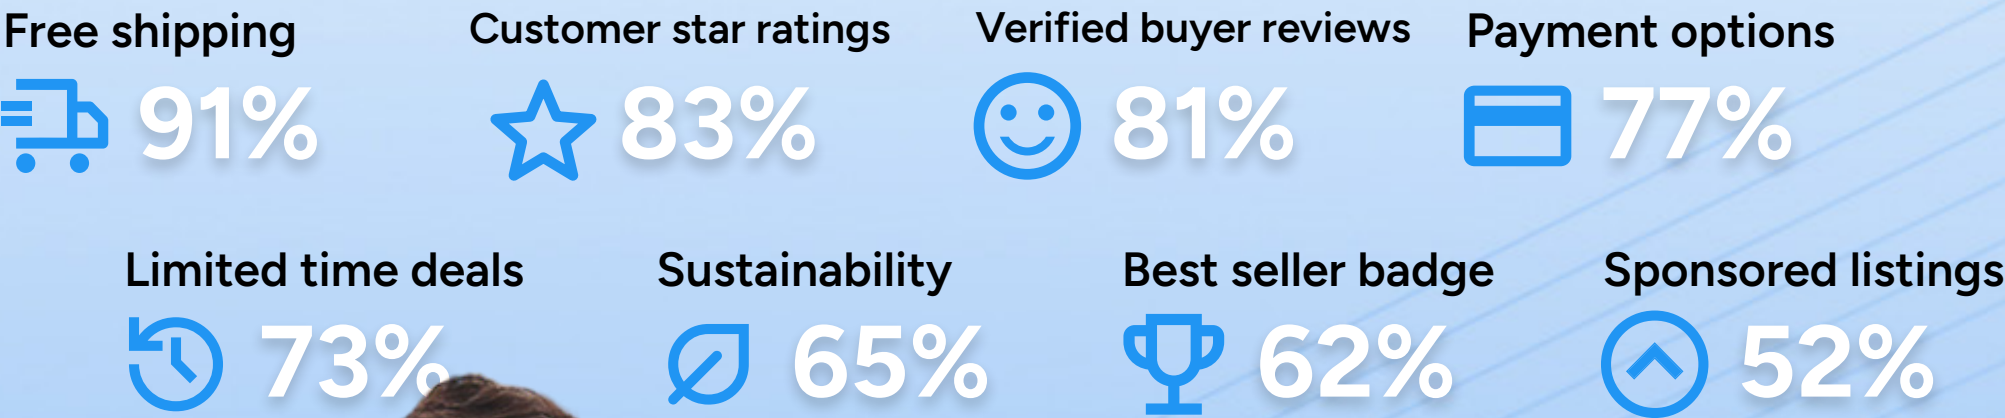 Free shipping
91%
Customer star ratings
83%
Verified buyer reviews
81%
Payment options
77%
Limited time deals
73%
Sustainability
65%
Best seller badge
62%
Sponsored listings
52%